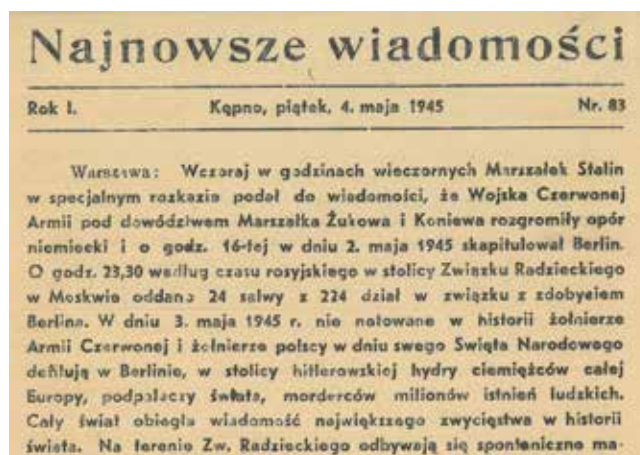 Najnowsze wiadomości
Rok I. Kępno, piątek, 4. maja 1945 Nr. 83
Warszawa: Wczoraj w godzinach wieczornych Marszałek Stalin
w specjalnym rozkazie podał do wiadomości, że Wojska Czerwonej
Armii pod dowództwem Marszałka Żukowa i Koniewa rozgromiły opór
niemiecki i o godz. 16-tej w dniu 2. maja 1945 skapitulował Berlin.
O godz. 23,30 według czasu rosyjskiego w stolicy Związku Radzieckiego
w Moskwie oddano 24 salwy z 224 dział w związku z zdobyciem
Berlina. W dniu 3. maja 1945 r. nie notowane w historii żołnierze
Armii Czerwonej i żołnierze polscy w dniu swego Święta Narodowego
defilują w Berlinie, w stolicy hitlerowskiej hydry ciemiężców całej
Europy, podpalaczy świata, morderców milionów istnień ludzkich.
Cały świat obiegła wiadomość największego zwycięstwa w historii
świata. Na terenie Zw. Radzieckiego odbywają się spontaniczne ma-